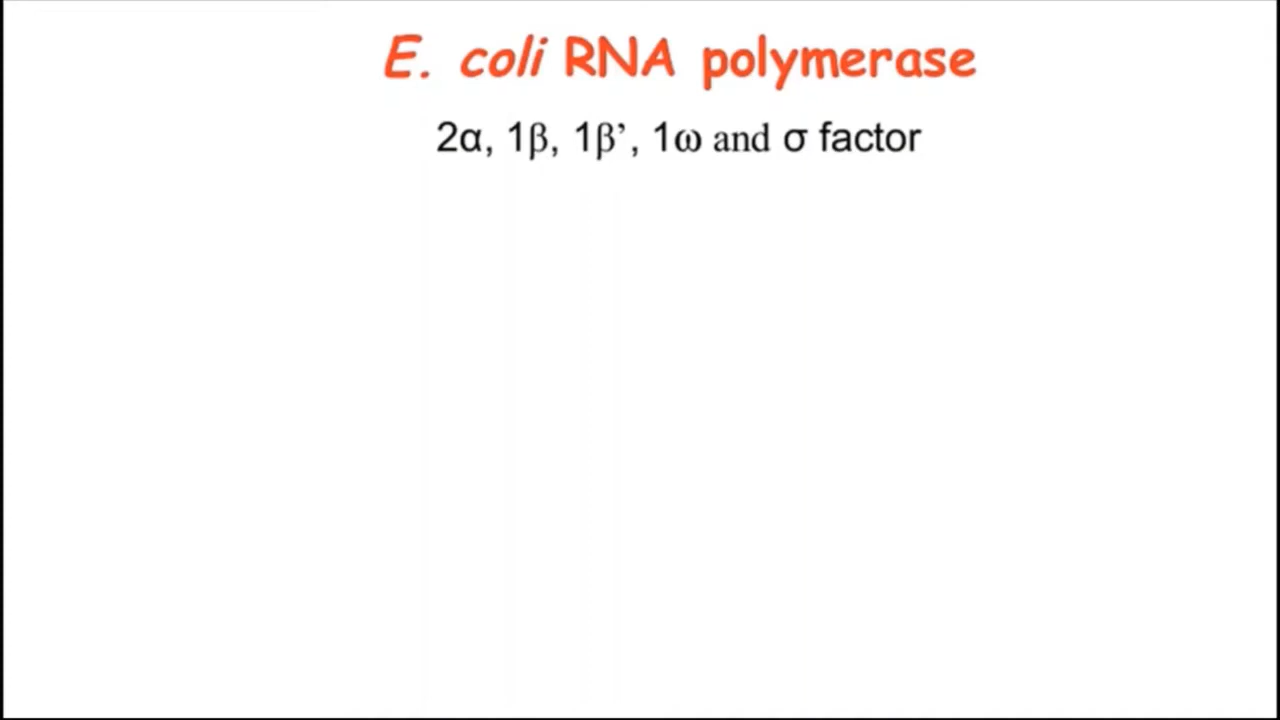 E. coli RNA polymerase
2α, 1β, 1β’, 1ω and σ factor